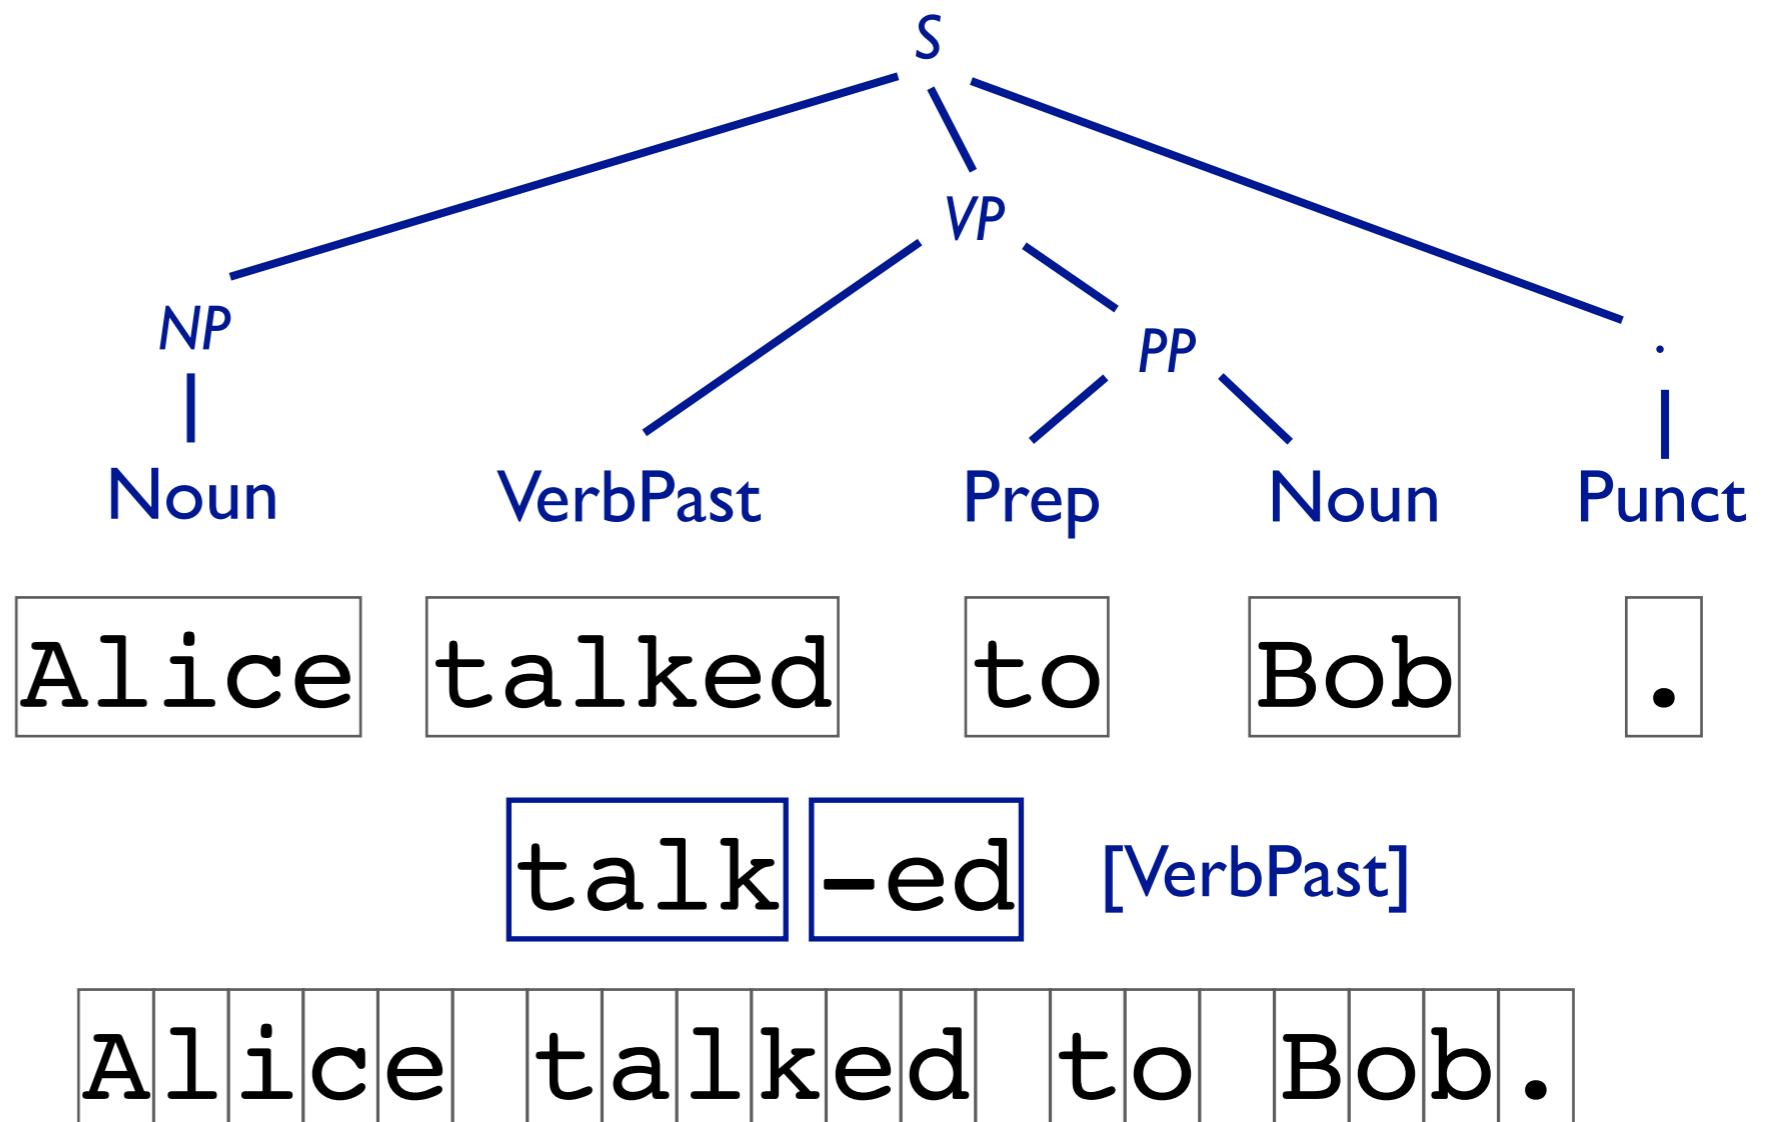 S
VP
NP
PP
.
Noun VerbPast Prep Noun Punct
Alice talked to Bob .
talk -ed [VerbPast]
Alice talked to Bob.